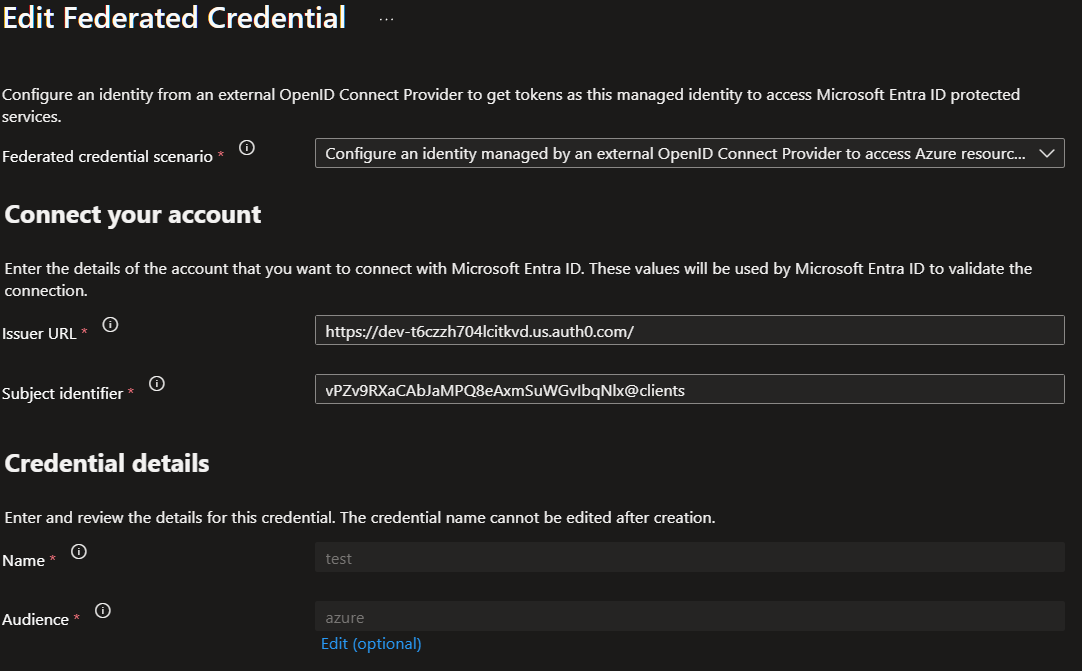 Edit Federated Credential ...
Configure an identity from an external OpenID Connect Provider to get tokens as this managed identity to access Microsoft Entra ID protected
services.
Federated credential scenario *
Configure an identity managed by an external OpenID Connect Provider to access Azure resourc...
Connect your account
Enter the details of the account that you want to connect with Microsoft Entra ID. These values will be used by Microsoft Entra ID to validate the
connection.
Issuer URL *
https://dev-t6czzh704lcitkvd.us.auth0.com/
Subject identifier *
vPZv9RXaCAbJaMPQ8eAxmSuWGvIbqNlx@clients
Credential details
Enter and review the details for this credential. The credential name cannot be edited after creation.
Name *
test
Audience *
azure
Edit (optional)